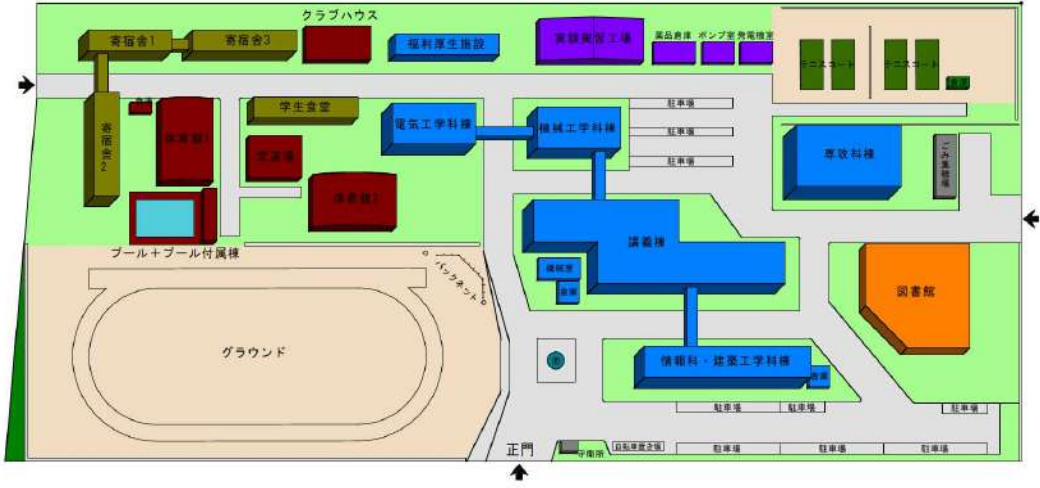 クラブハウス
寄宿舎1
寄宿舎3
福利厚生施設
実験実習工場
薬品倉庫
ポンプ室
発電機室
テニスコート
テニスコート
寄宿舎2
学生食堂
電気工学科棟
機械工学科棟
駐車場
駐車場
駐車場
専攻科棟
ごみ集積場
体育館1
武道場
体育館2
講義棟
プール+プール付属棟
バックネット
機械室
倉庫
図書館
グラウンド
情報科・建築工学科棟
倉庫
駐車場
駐車場
駐車場
正門
守衛所
自転車置き場
駐車場
駐車場
駐車場